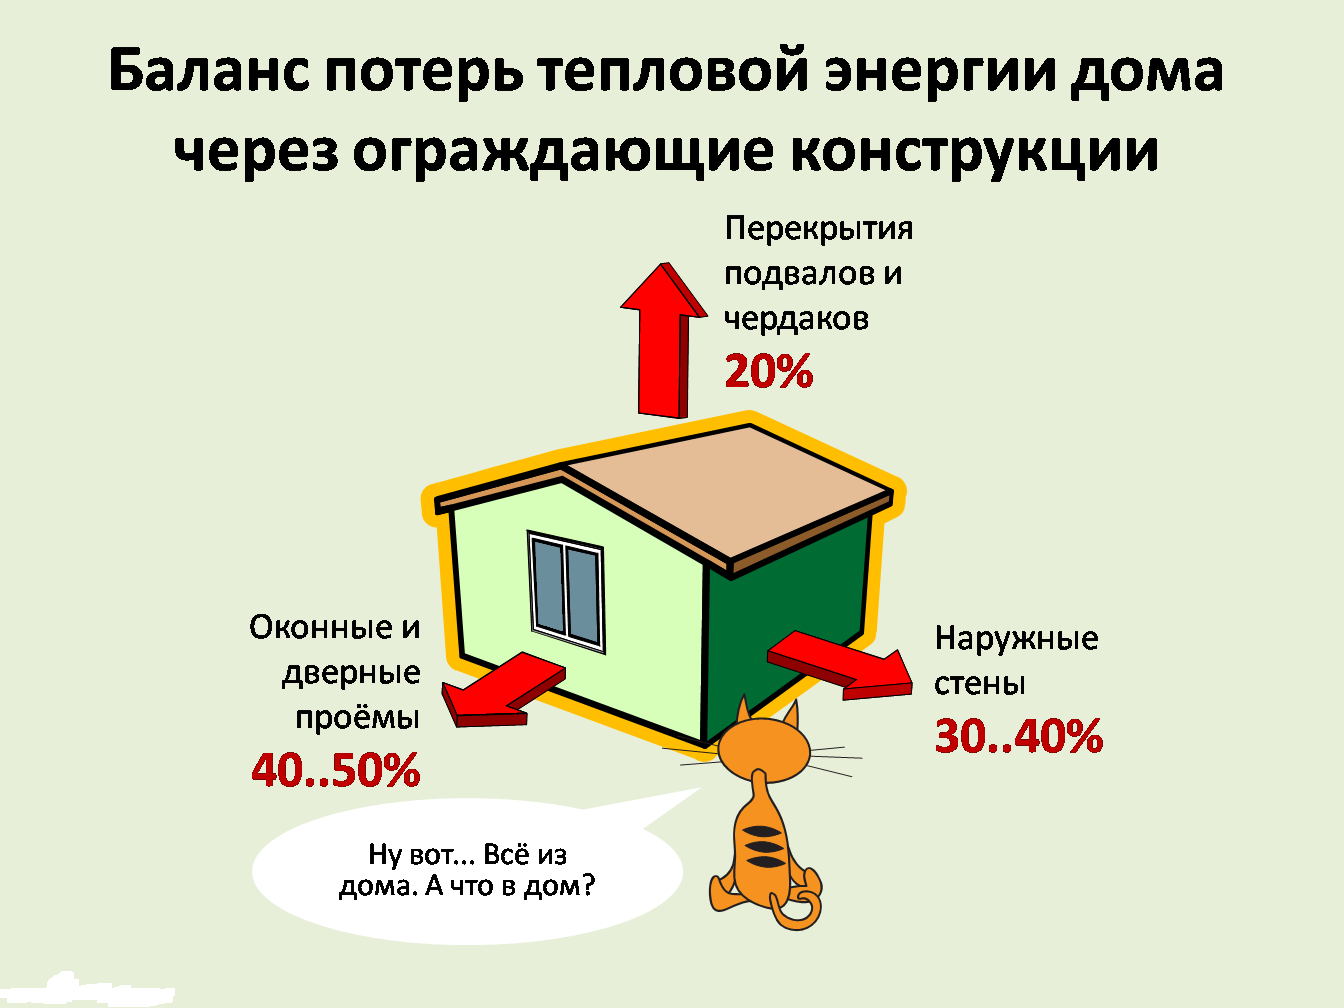 Баланс потерь тепловой энергии дома
через ограждающие конструкции
Перекрытия
подвалов и
чердаков
20%
Оконные и
дверные
проёмы
40..50%
Наружные
стены
30..40%
Ну вот... Всё из
дома. А что в дом?